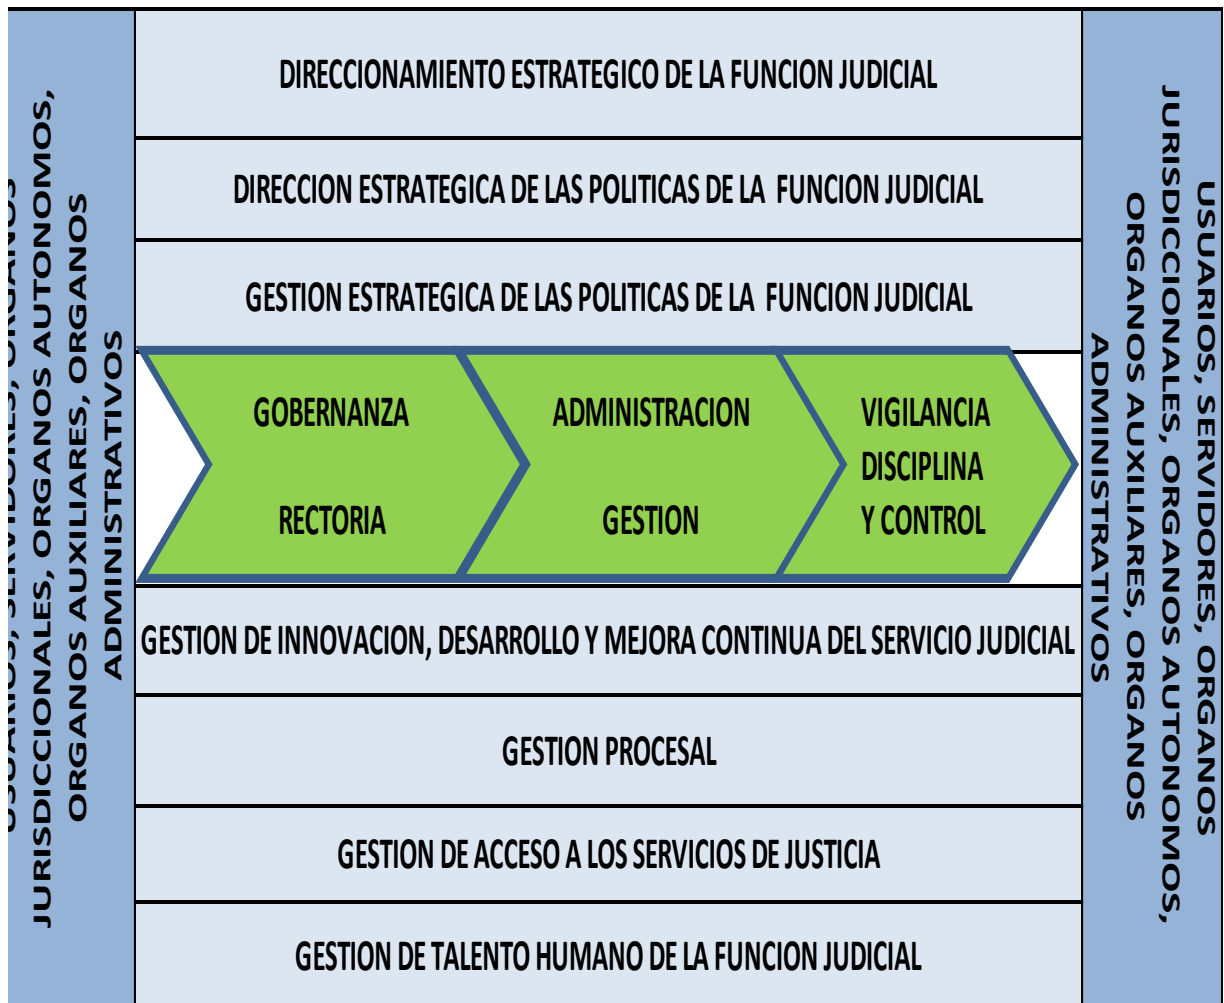 USUARIOS, SERVIDORES, ORGANOS
JURISDICCIONALES, ORGANOS AUTONOMOS,
ORGANOS AUXILIARES, ORGANOS
ADMINISTRATIVOS
DIRECCIONAMIENTO ESTRATEGICO DE LA FUNCION JUDICIAL
DIRECCION ESTRATEGICA DE LAS POLITICAS DE LA FUNCION JUDICIAL
GESTION ESTRATEGICA DE LAS POLITICAS DE LA FUNCION JUDICIAL
GOBERNANZA
RECTORIA
ADMINISTRACION
GESTION
VIGILANCIA
DISCIPLINA
Y CONTROL
GESTION DE INNOVACION, DESARROLLO Y MEJORA CONTINUA DEL SERVICIO JUDICIAL
GESTION PROCESAL
GESTION DE ACCESO A LOS SERVICIOS DE JUSTICIA
GESTION DE TALENTO HUMANO DE LA FUNCION JUDICIAL
USUARIOS, SERVIDORES, ORGANOS
JURISDICCIONALES, ORGANOS AUTONOMOS,
ORGANOS AUXILIARES, ORGANOS
ADMINISTRATIVOS